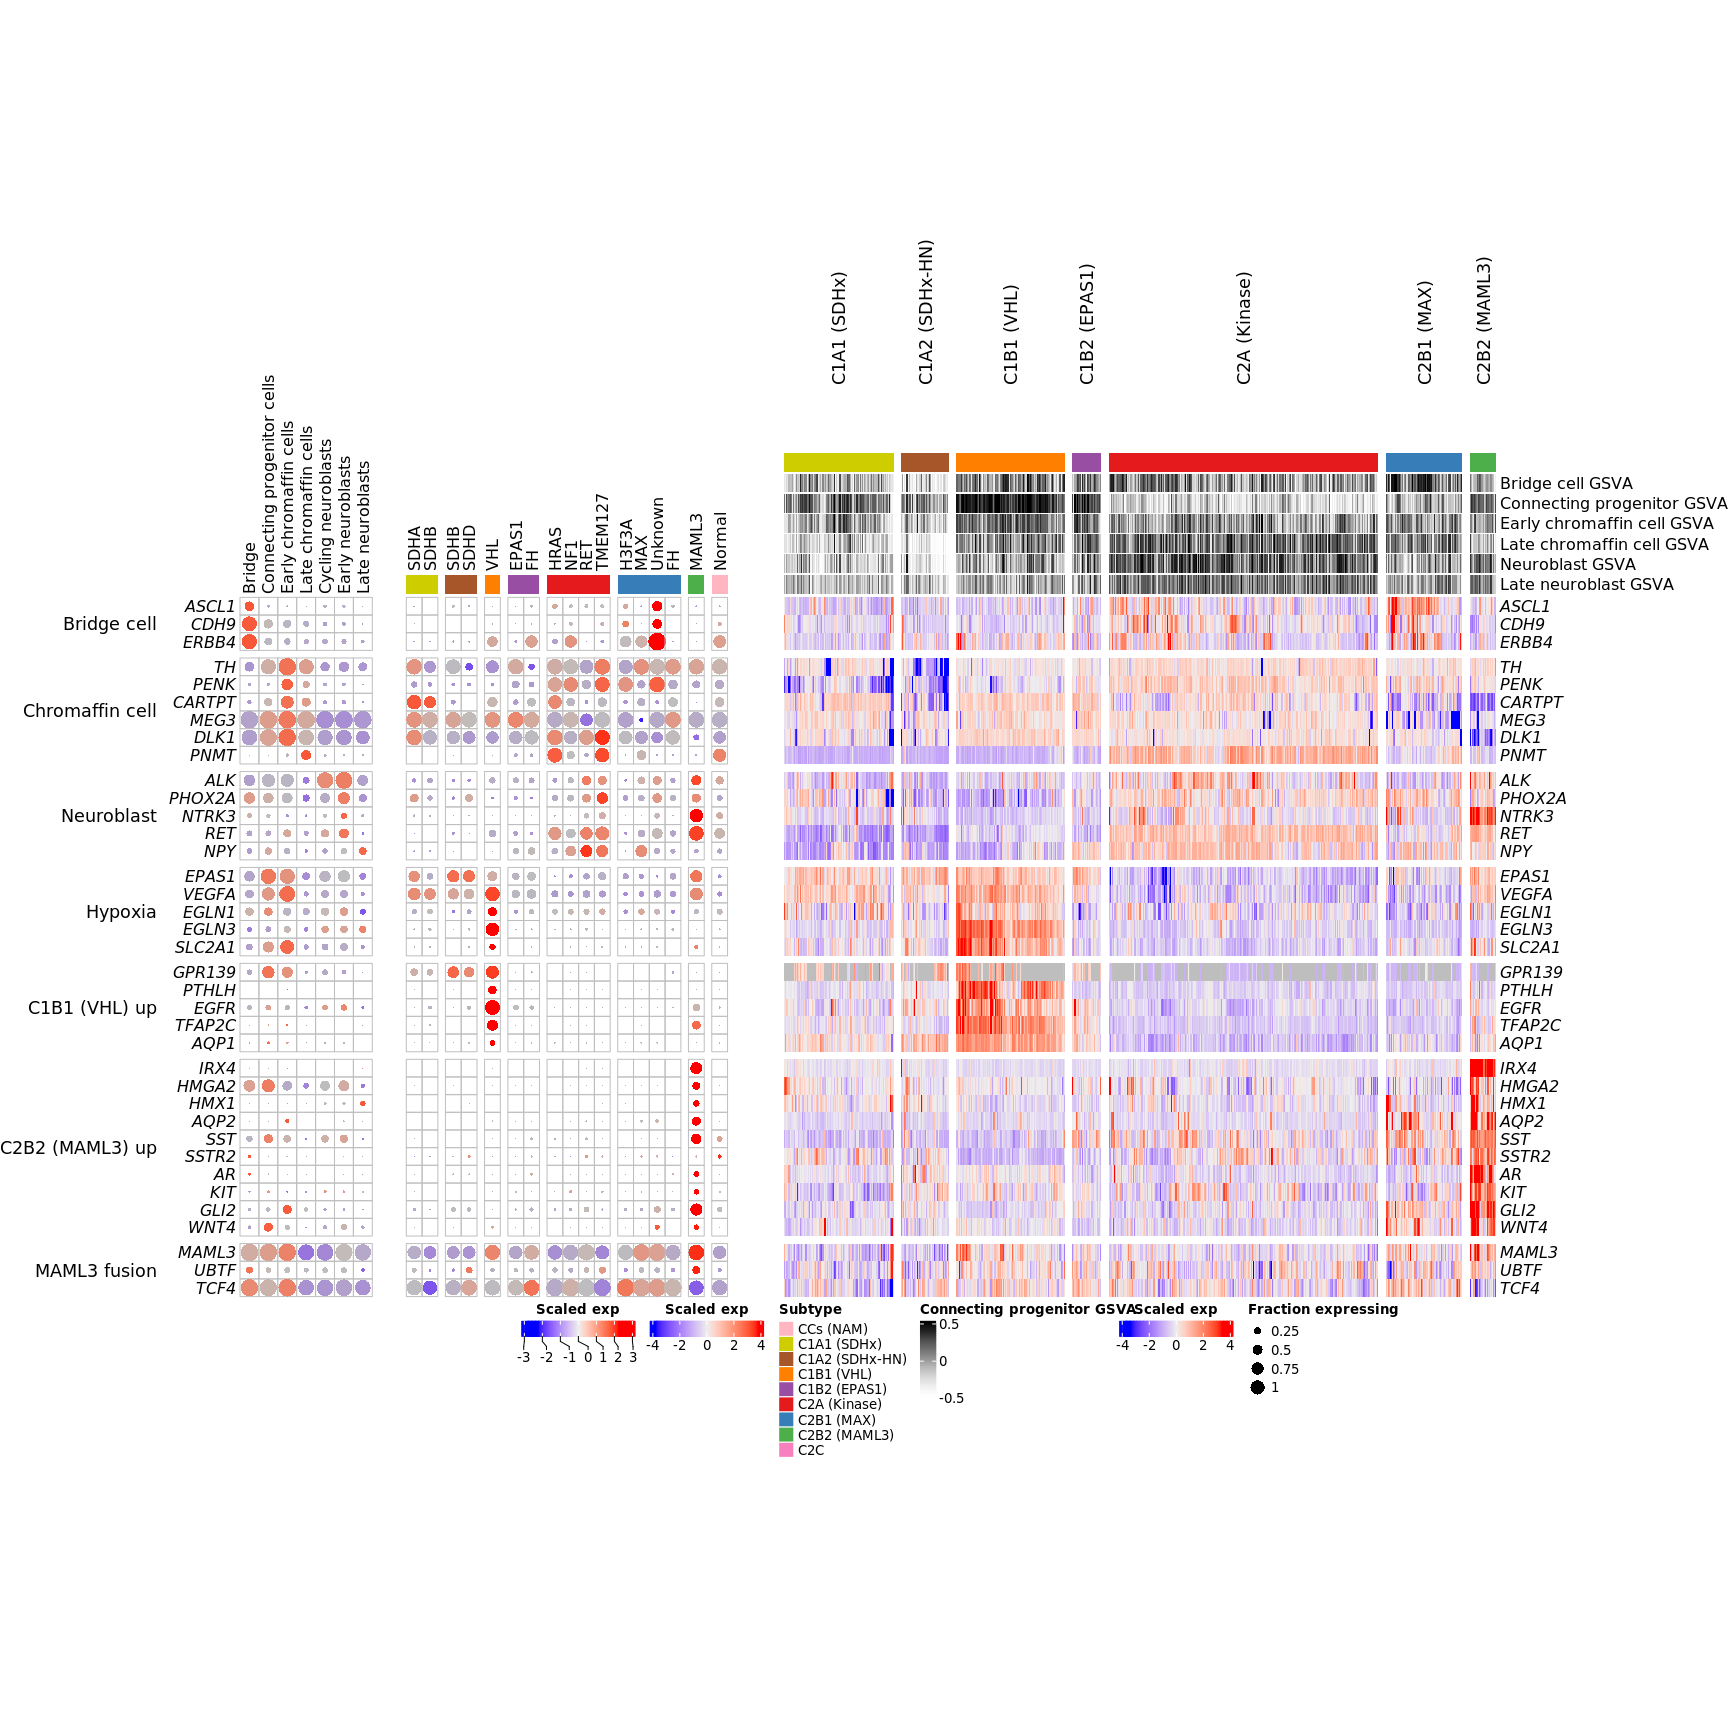 C1A1 (SDHx)
C1A2 (SDHx-HN)
C1B1 (VHL)
C1B2 (EPAS1)
C2A (Kinase)
C2B1 (MAX)
C2B2 (MAML3)
Bridge
Connecting progenitor cells
Early chromaffin cells
Late chromaffin cells
Cycling neuroblasts
Early neuroblasts
Late neuroblasts
SDHA
SDHB
SDHB
SDHD
VHL
EPAS1
FH
HRAS
NF1
RET
TMEM127
H3F3A
MAX
Unknown
FH
MAML3
Normal
Bridge cell GSVA
Connecting progenitor GSVA
Early chromaffin cell GSVA
Late chromaffin cell GSVA
Neuroblast GSVA
Late neuroblast GSVA
Bridge cell
ASCL1
CDH9
ERBB4
ASCL1
CDH9
ERBB4
Chromaffin cell
TH
PENK
CARTPT
MEG3
DLK1
PNMT
TH
PENK
CARTPT
MEG3
DLK1
PNMT
Neuroblast
ALK
PHOX2A
NTRK3
RET
NPY
ALK
PHOX2A
NTRK3
RET
NPY
Hypoxia
EPAS1
VEGFA
EGLN1
EGLN3
SLC2A1
EPAS1
VEGFA
EGLN1
EGLN3
SLC2A1
C1B1 (VHL) up
GPR139
PTHLH
EGFR
TFAP2C
AQP1
GPR139
PTHLH
EGFR
TFAP2C
AQP1
C2B2 (MAML3) up
IRX4
HMGA2
HMX1
AQP2
SST
SSTR2
AR
KIT
GLI2
WNT4
IRX4
HMGA2
HMX1
AQP2
SST
SSTR2
AR
KIT
GLI2
WNT4
MAML3 fusion
MAML3
UBTF
TCF4
MAML3
UBTF
TCF4
Scaled exp
-3 -2 -1 0 1 2 3
Scaled exp
-4 -2 0 2 4
Subtype
CCs (NAM)
C1A1 (SDHx)
C1A2 (SDHx-HN)
C1B1 (VHL)
C1B2 (EPAS1)
C2A (Kinase)
C2B1 (MAX)
C2B2 (MAML3)
C2C
Connecting progenitor GSVA
0.5
0
-0.5
Scaled exp
-4 -2 0 2 4
Fraction expressing
0.25
0.5
0.75
1